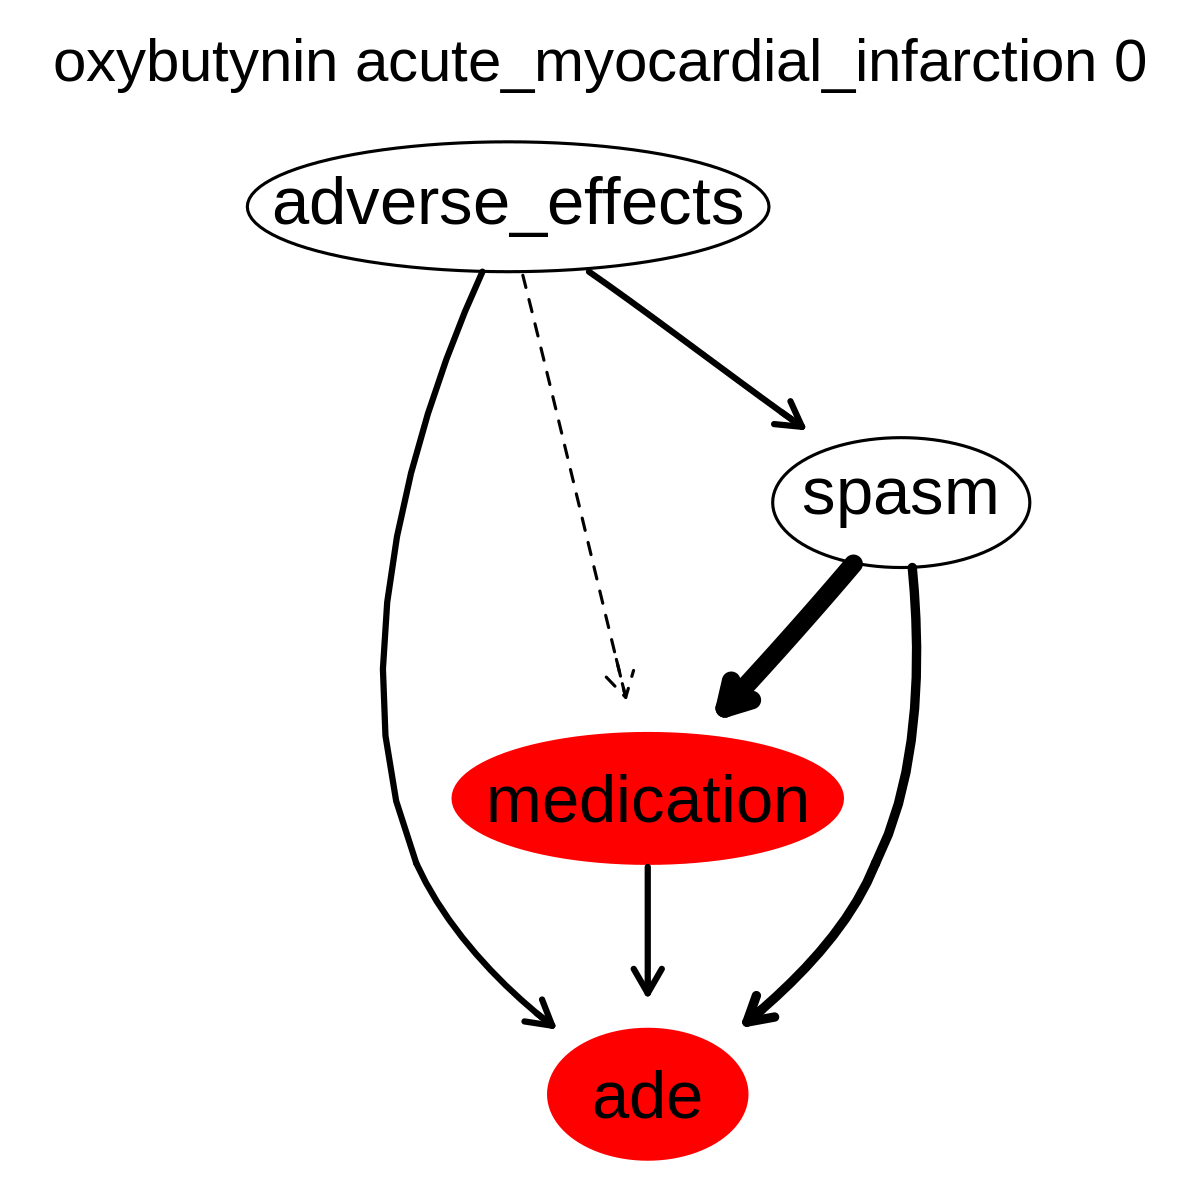 oxybutynin acute_myocardial_infarction 0
adverse_effects
spasm
medication
ade